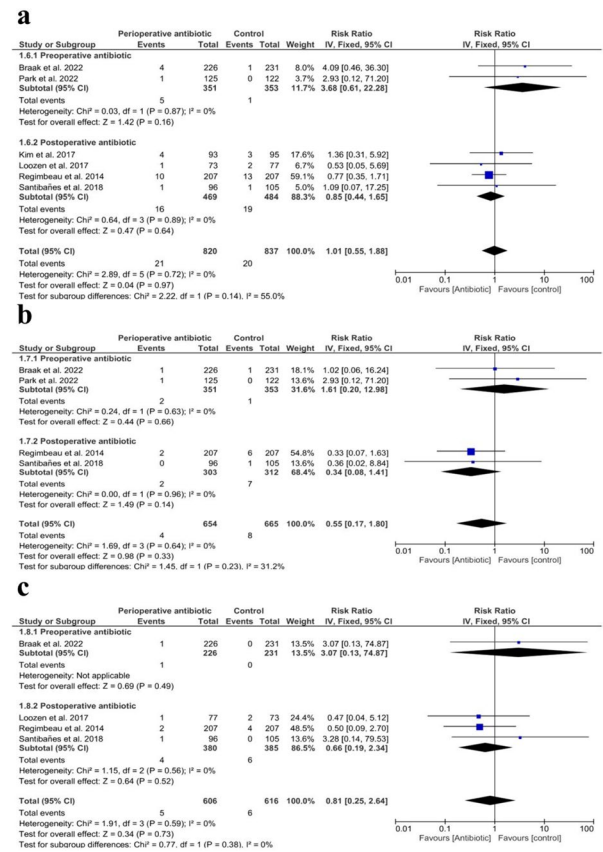 a
Perioperative antibiotic Control Risk Ratio Risk Ratio
Study or Subgroup Events Total Events Total Weight IV, Fixed, 95% CI IV, Fixed, 95% CI
1.6.1 Preoperative antibiotic
Braak et al. 2022 4 226 1 231 8.0% 4.09 [0.46, 36.30]
Park et al. 2022 1 125 0 122 3.7% 2.93 [0.12, 71.20]
Subtotal (95% CI) 351 353 11.7% 3.68 [0.61, 22.28]
Total events 5 1
Heterogeneity: Chi² = 0.03, df = 1 (P = 0.87); I² = 0%
Test for overall effect: Z = 1.42 (P = 0.16)
1.6.2 Postoperative antibiotic
Kim et al. 2017 4 93 3 95 17.6% 1.36 [0.31, 5.92]
Loozen et al. 2017 1 73 2 77 6.7% 0.53 [0.05, 5.69]
Regimbeau et al. 2014 10 207 13 207 59.1% 0.77 [0.35, 1.71]
Santibañes et al. 2018 1 96 1 105 5.0% 1.09 [0.07, 17.25]
Subtotal (95% CI) 469 484 88.3% 0.85 [0.44, 1.65]
Total events 16 19
Heterogeneity: Chi² = 0.64, df = 3 (P = 0.89); I² = 0%
Test for overall effect: Z = 0.47 (P = 0.64)
Total (95% CI) 820 837 100.0% 1.01 [0.55, 1.88]
Total events 21 20
Heterogeneity: Chi² = 2.89, df = 5 (P = 0.72); I² = 0%
Test for overall effect: Z = 0.04 (P = 0.97)
Test for subgroup differences: Chi² = 2.22, df = 1 (P = 0.14), I² = 55.0%
0.01 0.1 1 10 100
Favours [Antibiotic] Favours [control]
b
Perioperative antibiotic Control Risk Ratio Risk Ratio
Study or Subgroup Events Total Events Total Weight IV, Fixed, 95% CI IV, Fixed, 95% CI
1.7.1 Preoperative antibiotic
Braak et al. 2022 1 226 1 231 18.1% 1.02 [0.06, 16.24]
Park et al. 2022 1 125 0 122 13.6% 2.93 [0.12, 71.20]
Subtotal (95% CI) 351 353 31.6% 1.61 [0.20, 12.98]
Total events 2 1
Heterogeneity: Chi² = 0.24, df = 1 (P = 0.63); I² = 0%
Test for overall effect: Z = 0.44 (P = 0.66)
1.7.2 Postoperative antibiotic
Regimbeau et al. 2014 2 207 6 207 54.8% 0.33 [0.07, 1.63]
Santibañes et al. 2018 0 96 1 105 13.6% 0.36 [0.02, 8.84]
Subtotal (95% CI) 303 312 68.4% 0.34 [0.08, 1.41]
Total events 2 7
Heterogeneity: Chi² = 0.00, df = 1 (P = 0.96); I² = 0%
Test for overall effect: Z = 1.49 (P = 0.14)
Total (95% CI) 654 665 100.0% 0.55 [0.17, 1.80]
Total events 4 8
Heterogeneity: Chi² = 1.69, df = 3 (P = 0.64); I² = 0%
Test for overall effect: Z = 0.98 (P = 0.33)
Test for subgroup differences: Chi² = 1.45, df = 1 (P = 0.23), I² = 31.2%
0.01 0.1 1 10 100
Favours [Antibiotic] Favours [control]
c
Perioperative antibiotic Control Risk Ratio Risk Ratio
Study or Subgroup Events Total Events Total Weight IV, Fixed, 95% CI IV, Fixed, 95% CI
1.8.1 Preoperative antibiotic
Braak et al. 2022 1 226 0 231 13.5% 3.07 [0.13, 74.87]
Subtotal (95% CI) 226 231 13.5% 3.07 [0.13, 74.87]
Total events 1 0
Heterogeneity: Not applicable
Test for overall effect: Z = 0.69 (P = 0.49)
1.8.2 Postoperative antibiotic
Loozen et al. 2017 1 77 2 73 24.4% 0.47 [0.04, 5.12]
Regimbeau et al. 2014 2 207 4 207 48.5% 0.50 [0.09, 2.70]
Santibañes et al. 2018 1 96 0 105 13.6% 3.28 [0.14, 79.53]
Subtotal (95% CI) 380 385 86.5% 0.66 [0.19, 2.34]
Total events 4 6
Heterogeneity: Chi² = 1.15, df = 2 (P = 0.56); I² = 0%
Test for overall effect: Z = 0.64 (P = 0.52)
Total (95% CI) 606 616 100.0% 0.81 [0.25, 2.64]
Total events 5 6
Heterogeneity: Chi² = 1.91, df = 3 (P = 0.59); I² = 0%
Test for overall effect: Z = 0.34 (P = 0.73)
Test for subgroup differences: Chi² = 0.77, df = 1 (P = 0.38), I² = 0%
0.01 0.1 1 10 100
Favours [Antibiotic] Favours [control]